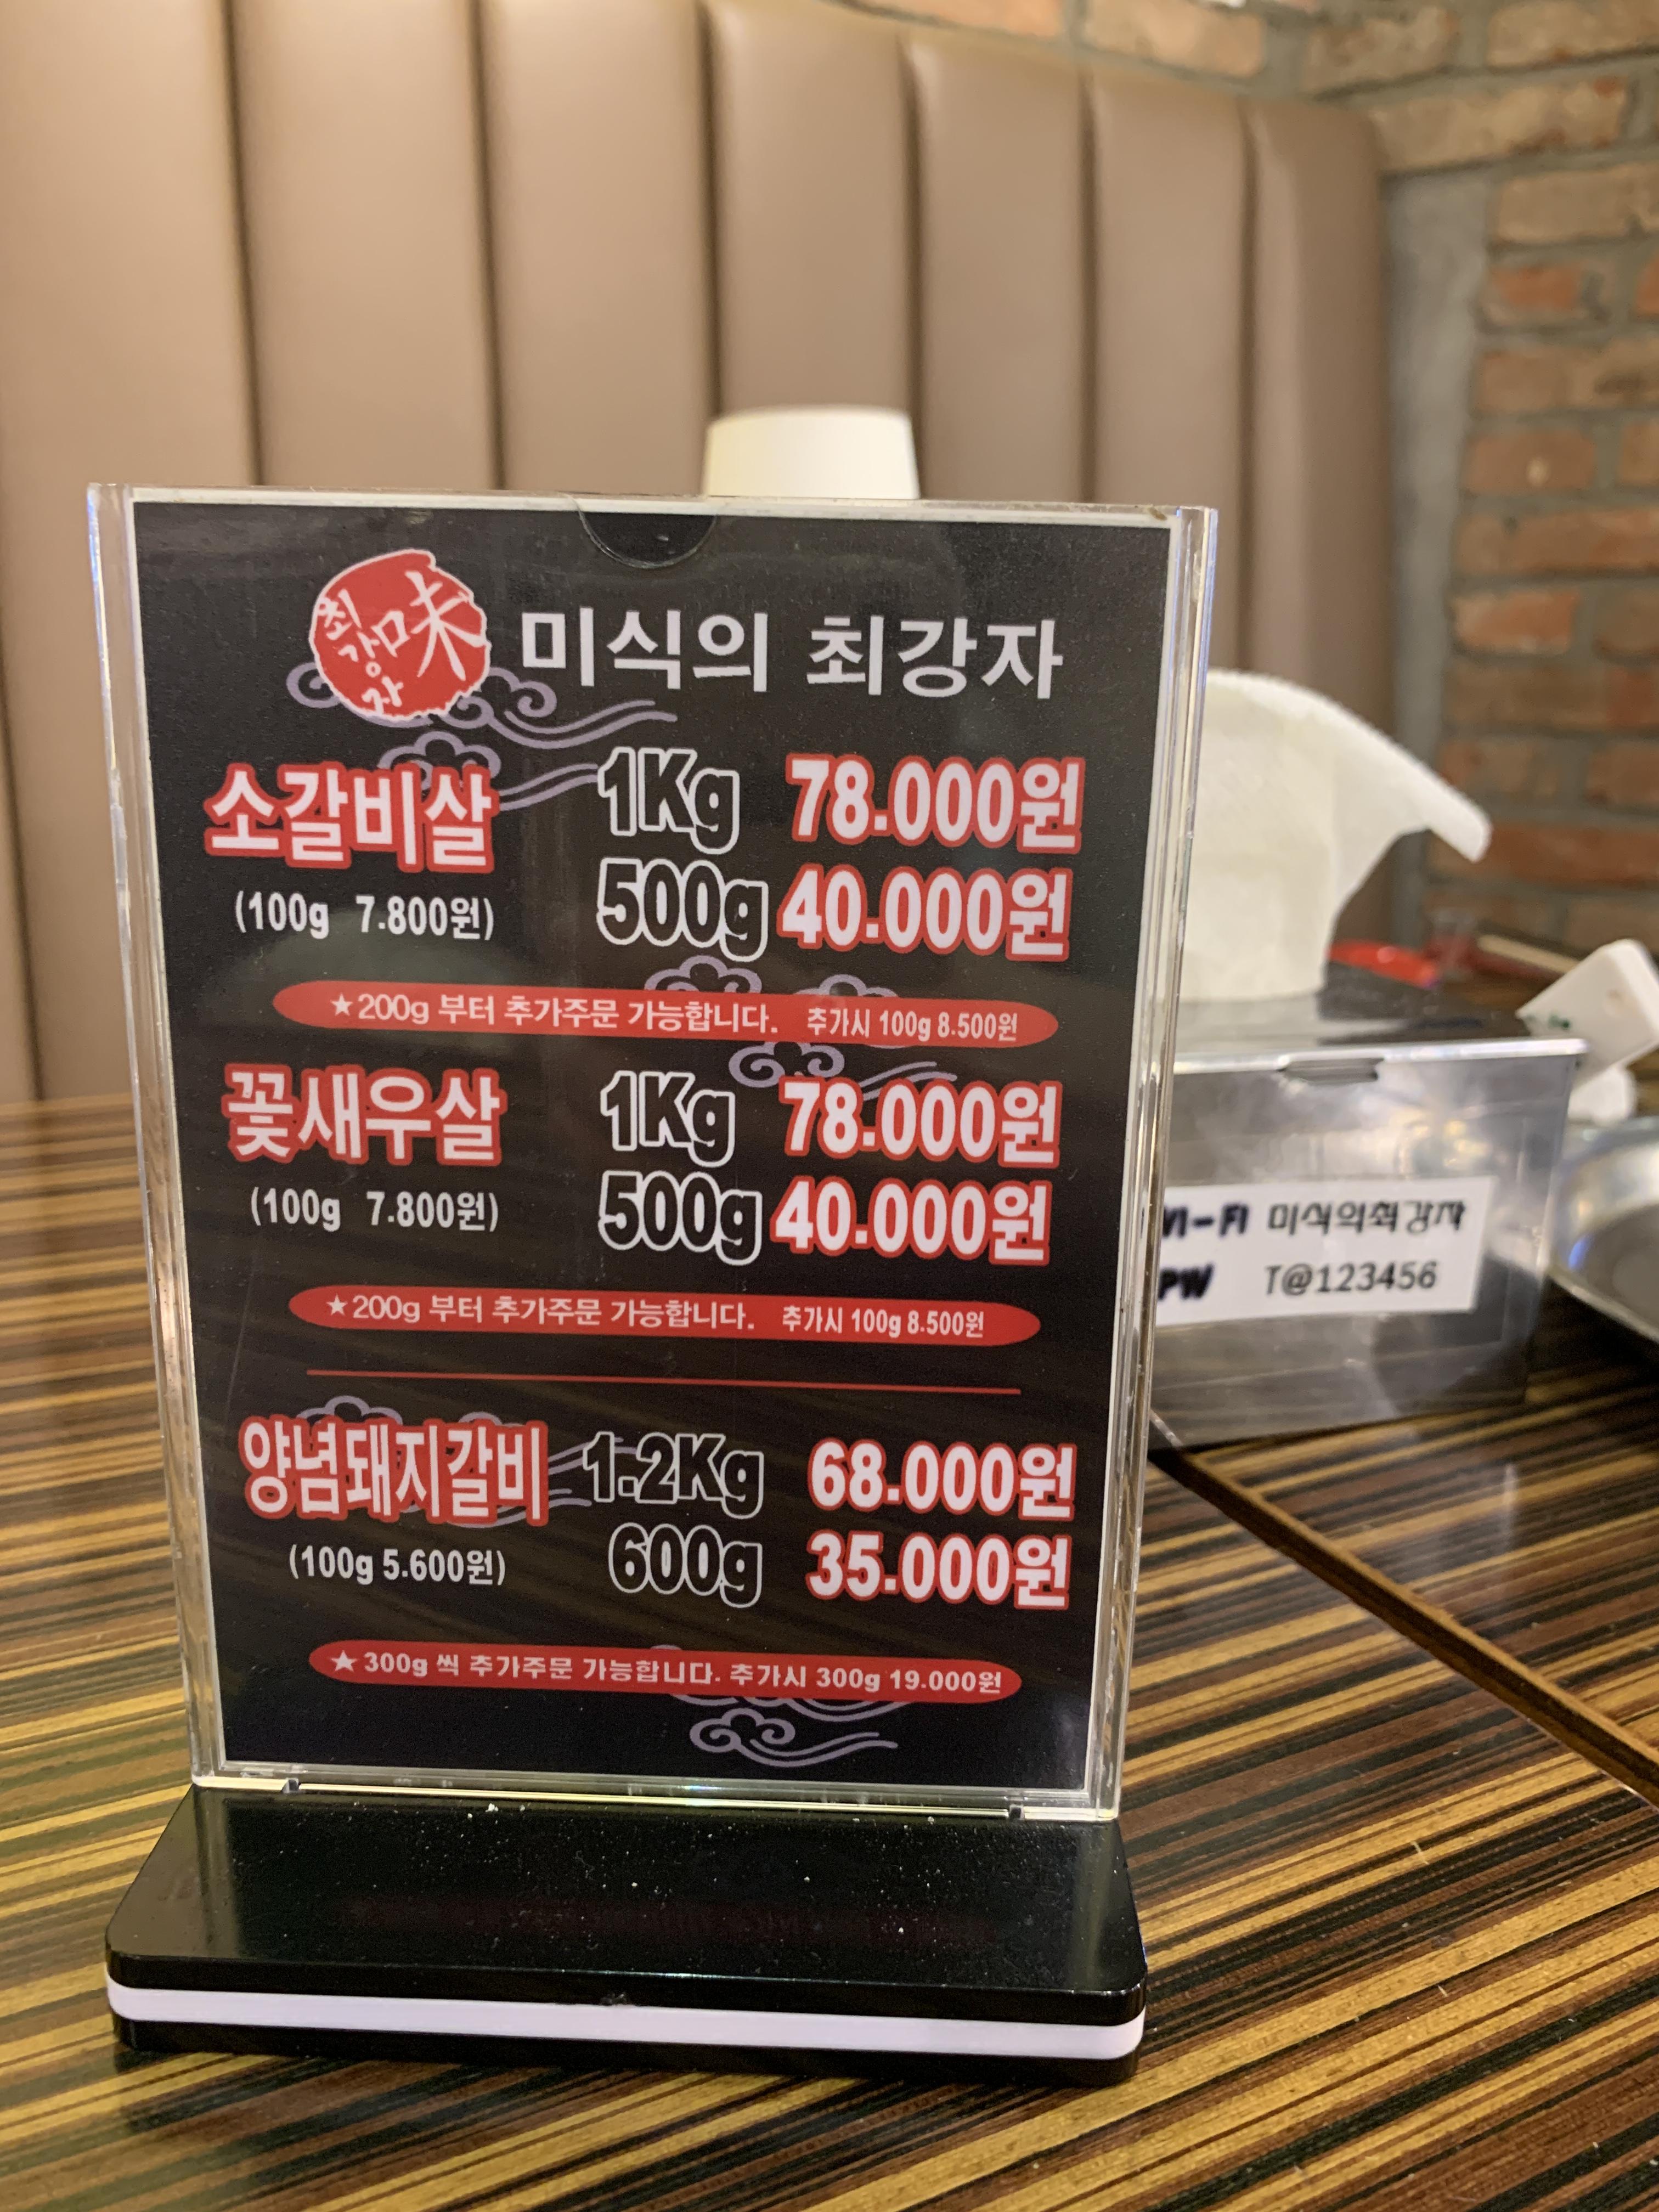 최강자
味
미식의 최강자
소갈비살 1Kg 78.000원
500g 40.000원
(100g 7.800원)
★200g 부터 추가주문 가능합니다. 추가시 100g 8.500원
꽃새우살 1Kg 78.000원
500g 40.000원
(100g 7.800원)
★200g 부터 추가주문 가능합니다. 추가시 100g 8.500원
양념돼지갈비 1.2Kg 68.000원
600g 35.000원
(100g 5.600원)
★ 300g 씩 추가주문 가능합니다. 추가시 300g 19.000원
WI-FI 미식의최강자
PW T@123456